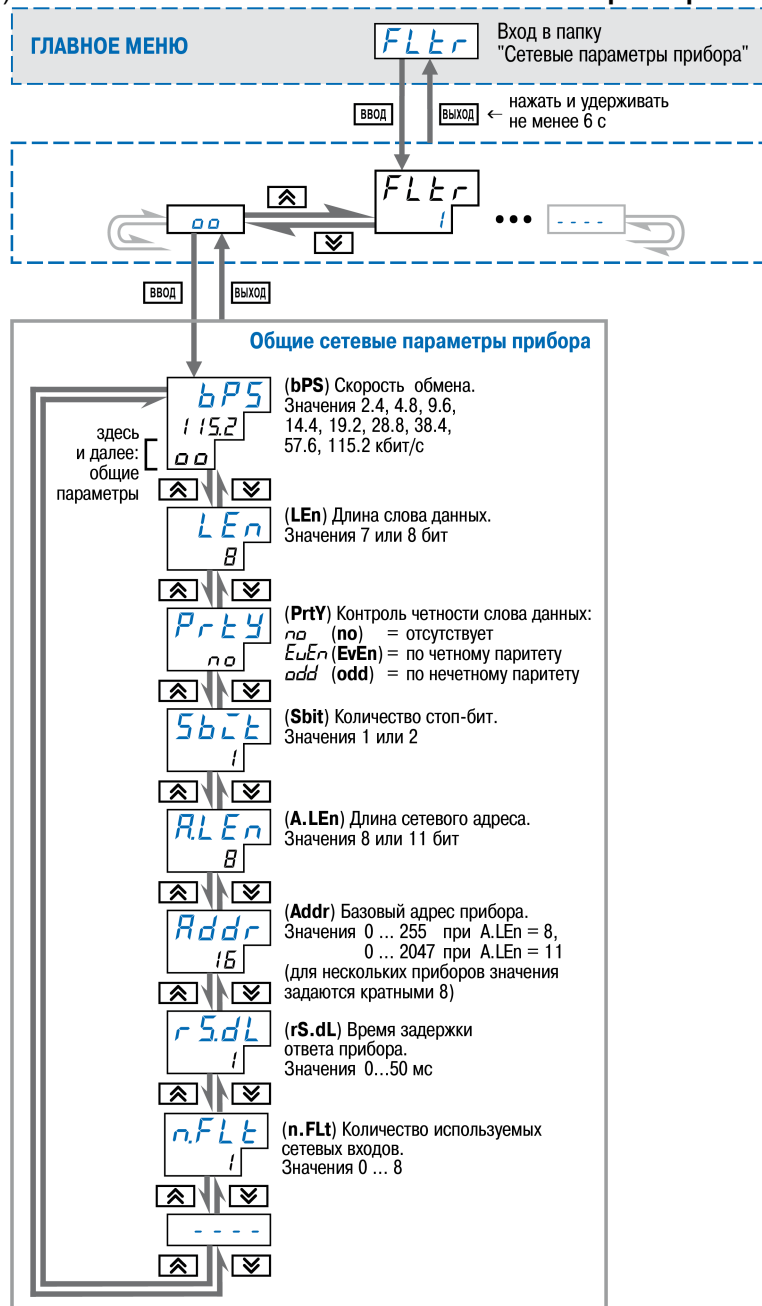 ГЛАВНОЕ МЕНЮ
FLtr
Вход в папку
"Сетевые параметры прибора"
ВВОД
ВЫХОД
← нажать и удерживать
не менее 6 с
oo
FLtr
1
•••
- - - -
ВВОД
ВЫХОД
Общие сетевые параметры прибора
bPS
115.2
oo
здесь
и далее:
общие
параметры
(bPS) Скорость обмена.
Значения 2.4, 4.8, 9.6,
14.4, 19.2, 28.8, 38.4,
57.6, 115.2 кбит/с
LEn
8
(LEn) Длина слова данных.
Значения 7 или 8 бит
PrtY
no
(PrtY) Контроль четности слова данных:
no (no) = отсутствует
EvEn (EvEn) = по четному паритету
odd (odd) = по нечетному паритету
Sbit
1
(Sbit) Количество стоп-бит.
Значения 1 или 2
A.LEn
8
(A.LEn) Длина сетевого адреса.
Значения 8 или 11 бит
Addr
16
(Addr) Базовый адрес прибора.
Значения 0 ... 255 при A.LEn = 8,
0 ... 2047 при A.LEn = 11
(для нескольких приборов значения
задаются кратными 8)
rS.dL
1
(rS.dL) Время задержки
ответа прибора.
Значения 0...50 мс
n.FLt
1
(n.FLt) Количество используемых
сетевых входов.
Значения 0 ... 8
- - - -